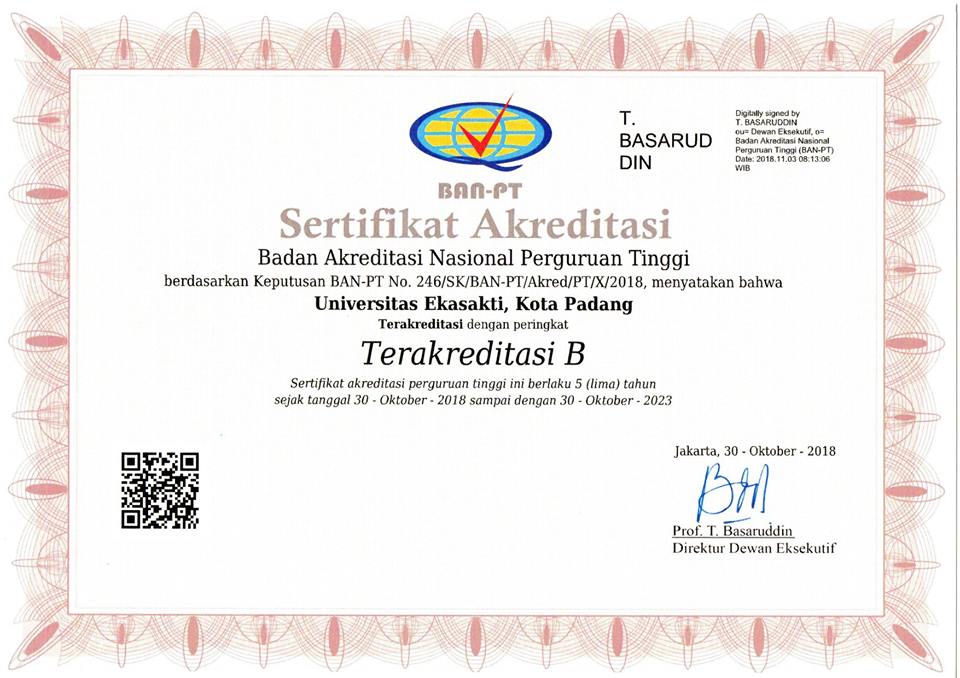 T.
BASARUD
DIN
Digitally signed by
T. BASARUDDIN
ou= Dewan Eksekutif, o=
Badan Akreditasi Nasional
Perguruan Tinggi (BAN-PT)
Date: 2018.11.03 08:13:06
WIB
BAN-PT
Sertifikat Akreditasi
Badan Akreditasi Nasional Perguruan Tinggi
berdasarkan Keputusan BAN-PT No. 246/SK/BAN-PT/Akred/PT/X/2018, menyatakan bahwa
Universitas Ekasakti, Kota Padang
Terakreditasi dengan peringkat
Terakreditasi B
Sertifikat akreditasi perguruan tinggi ini berlaku 5 (lima) tahun
sejak tanggal 30 - Oktober - 2018 sampai dengan 30 - Oktober - 2023
Jakarta, 30 - Oktober - 2018
Prof. T. Basaruddin
Direktur Dewan Eksekutif